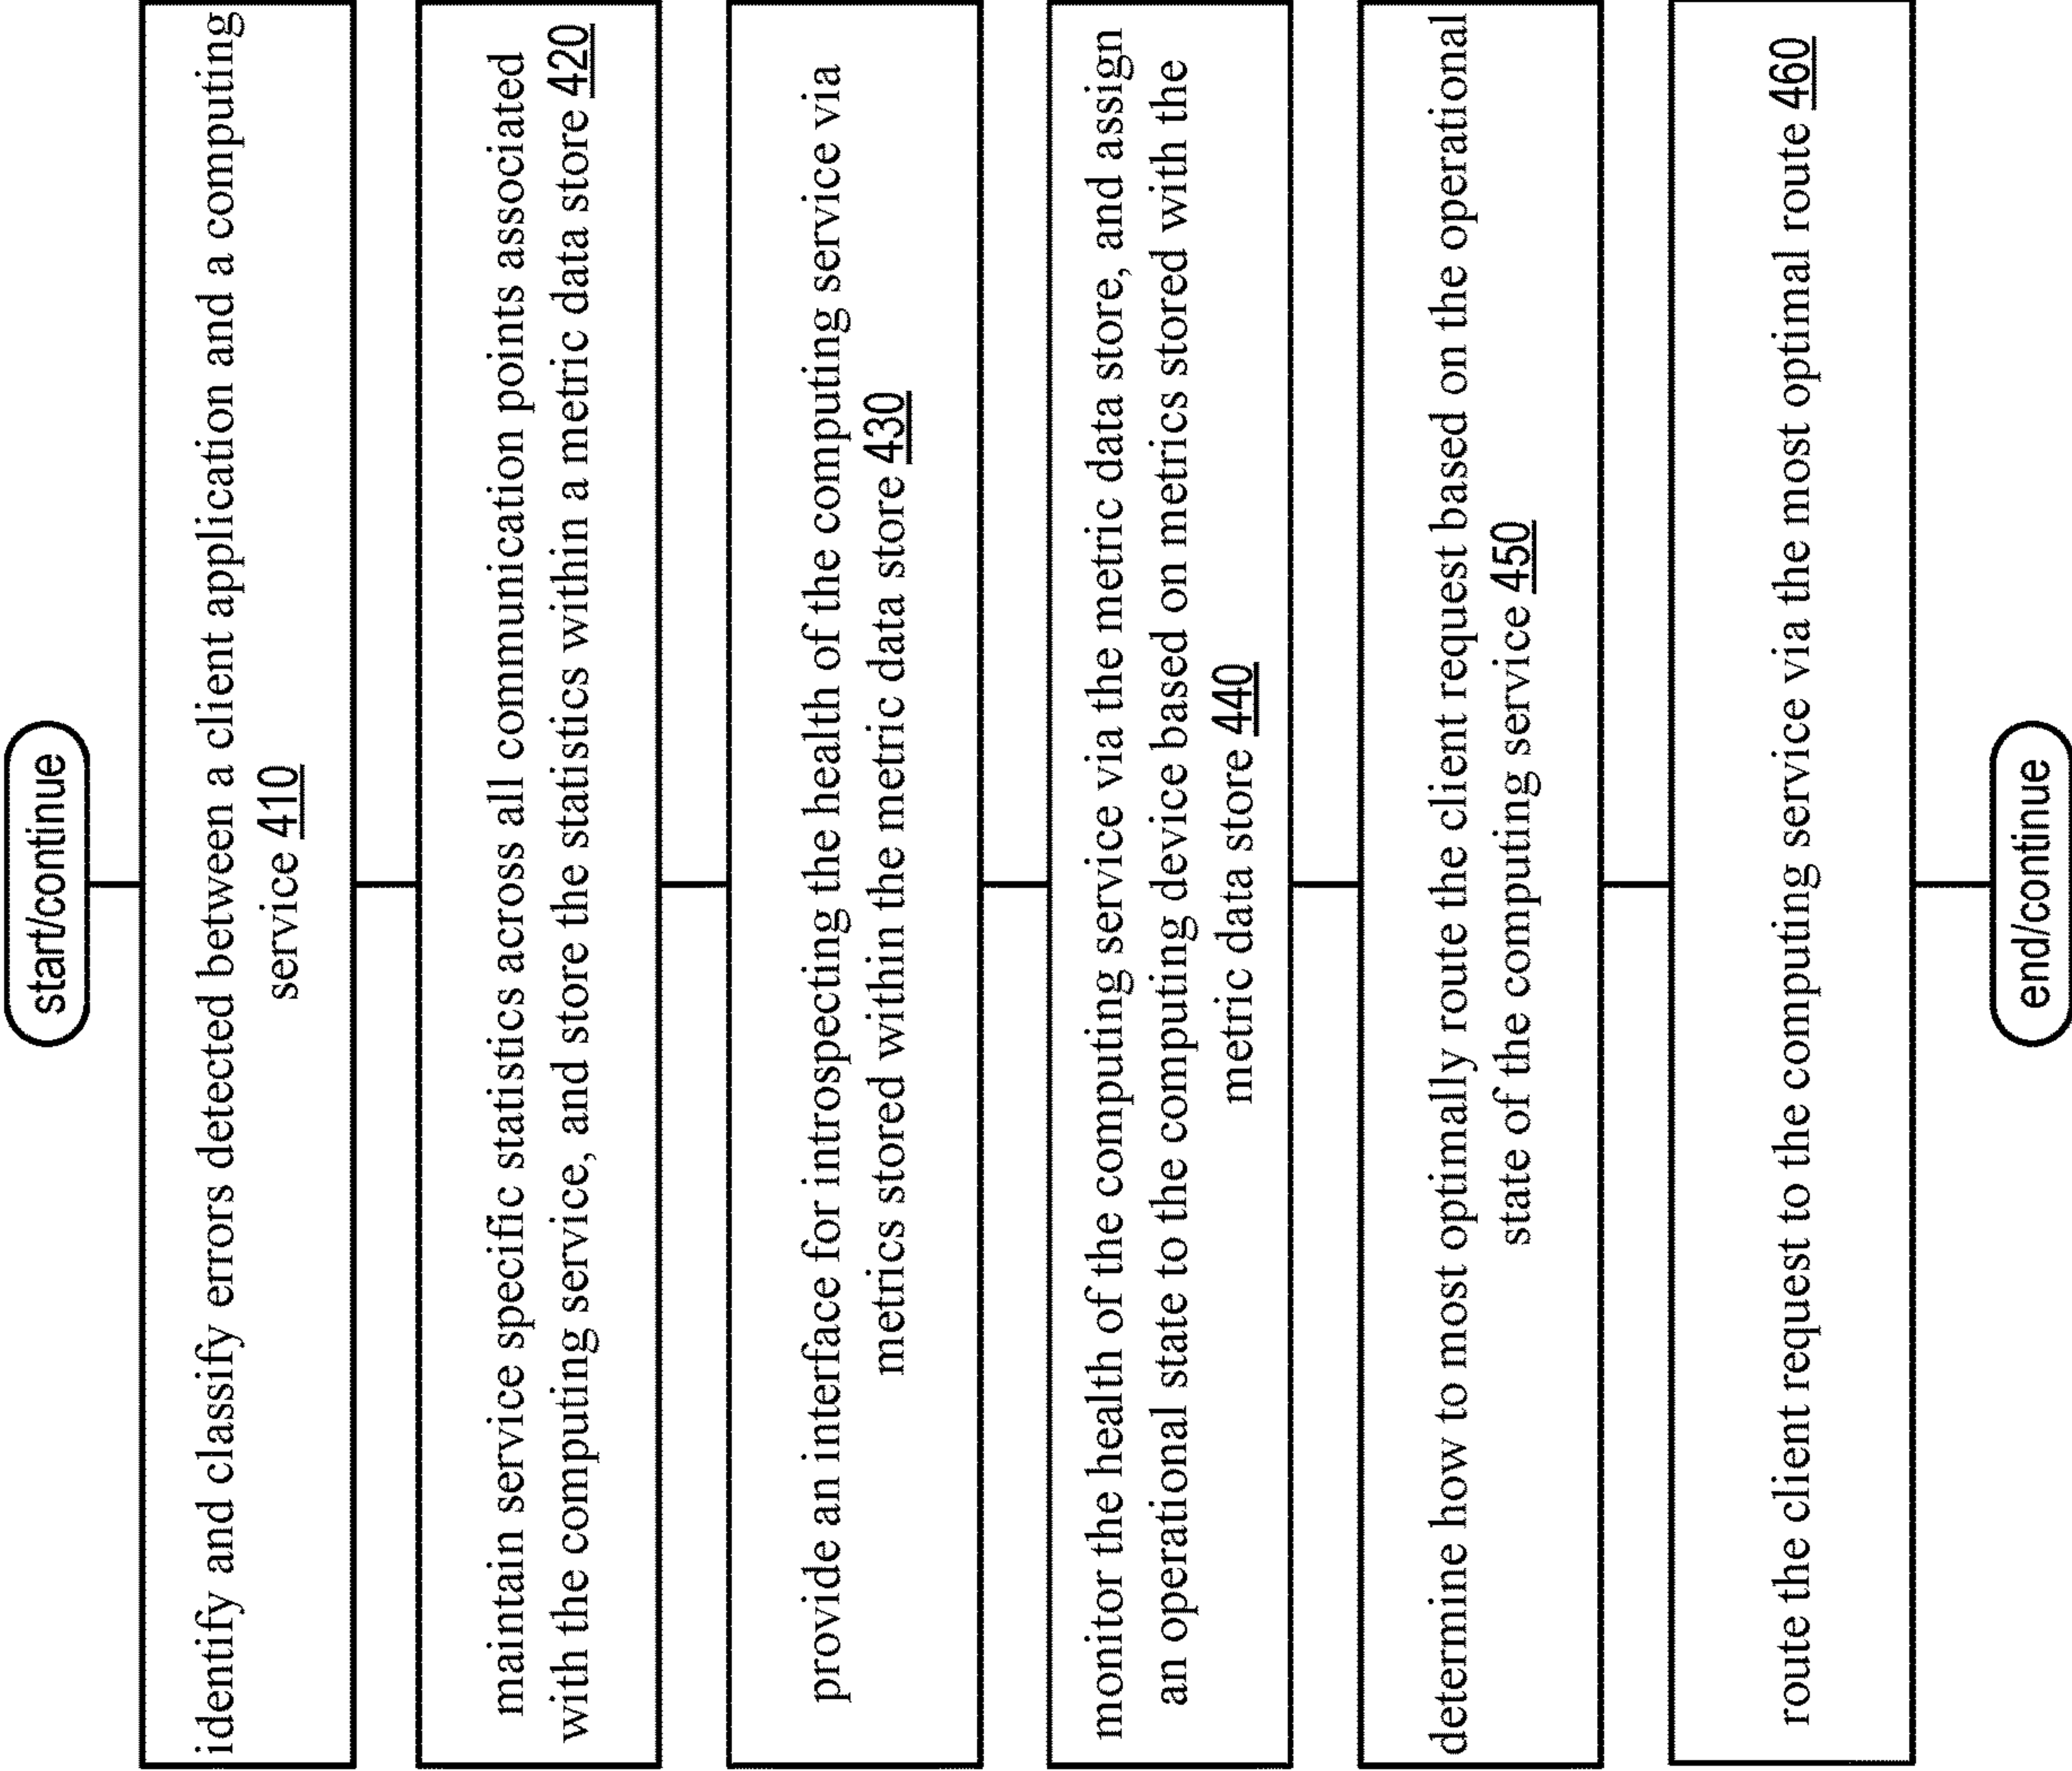 start/continue
identify and classify errors detected between a client application and a computing
service 410
maintain service specific statistics across all communication points associated
with the computing service, and store the statistics within a metric data store 420
provide an interface for introspecting the health of the computing service via
metrics stored within the metric data store 430
monitor the health of the computing service via the metric data store, and assign
an operational state to the computing device based on metrics stored with the
metric data store 440
determine how to most optimally route the client request based on the operational
state of the computing service 450
route the client request to the computing service via the most optimal route 460
end/continue